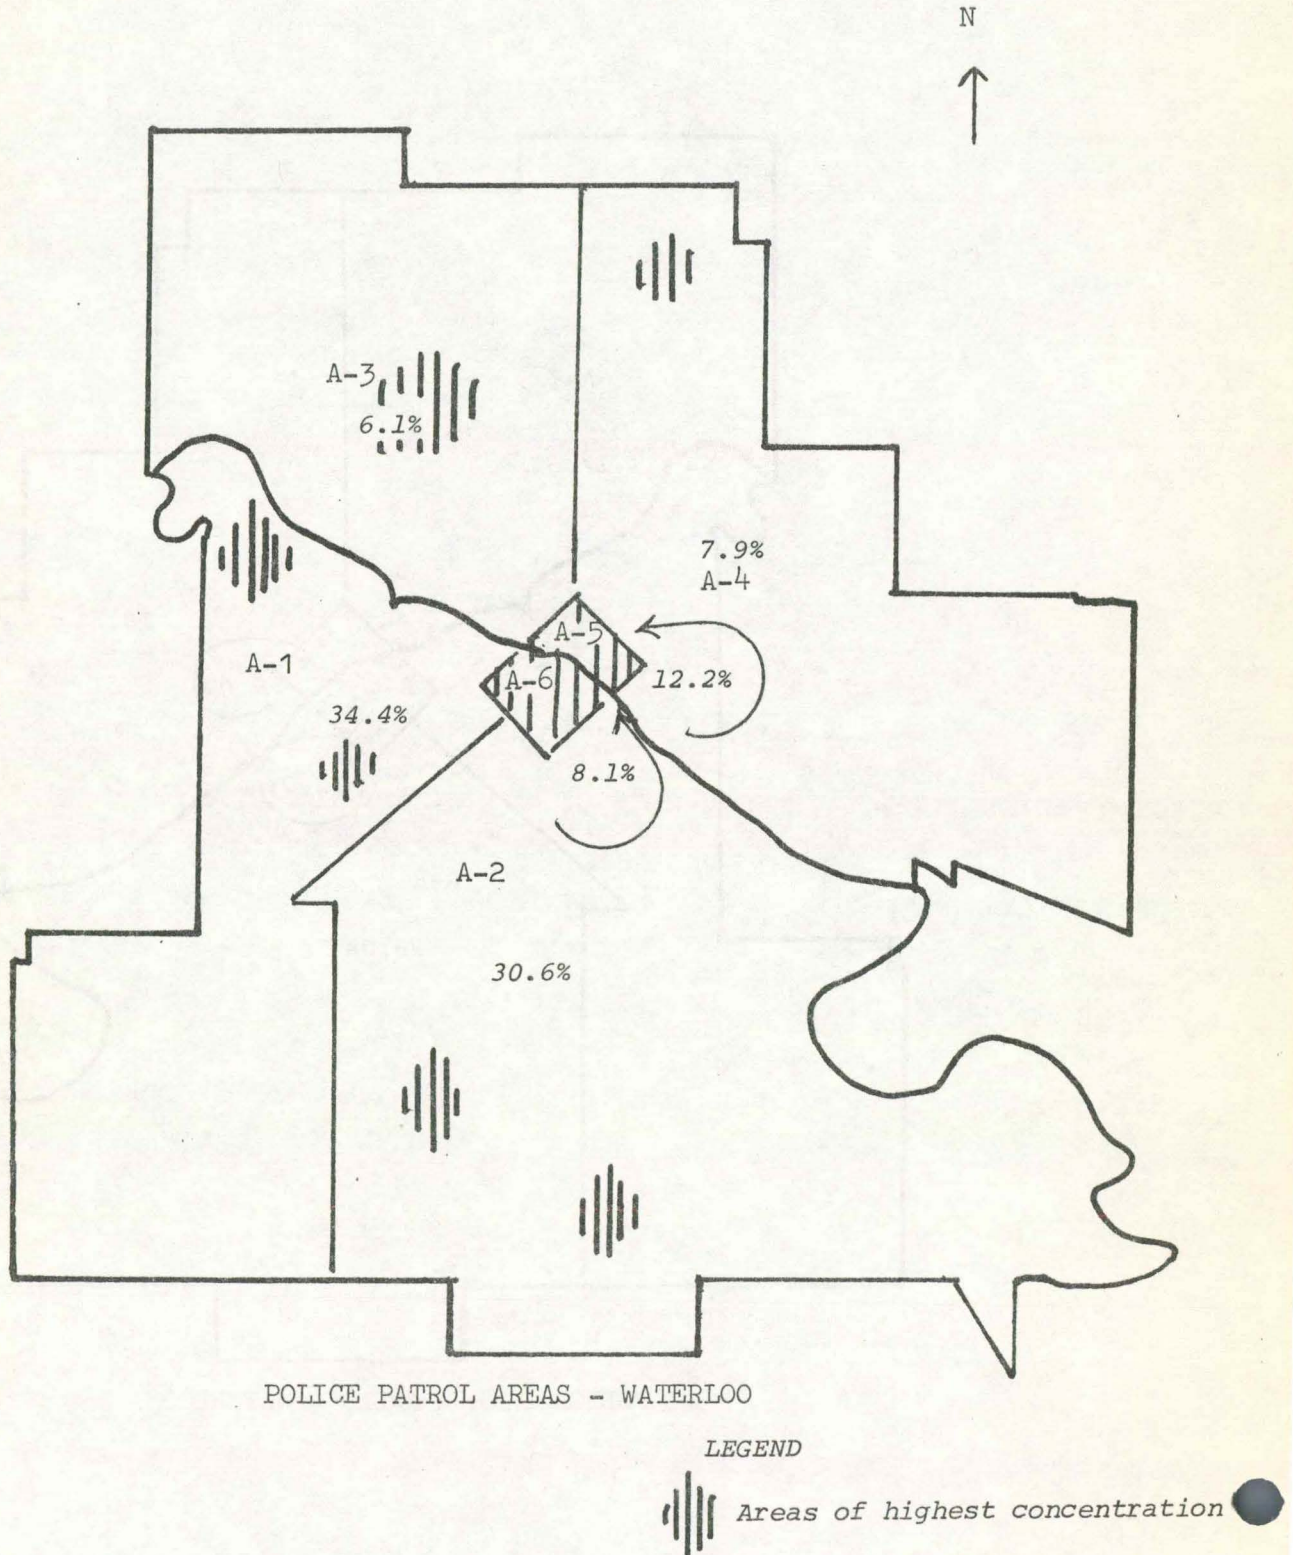 N
A-3
6.1%
7.9%
A-4
A-5
A-1
A-6
12.2%
34.4%
8.1%
A-2
30.6%
POLICE PATROL AREAS - WATERLOO
LEGEND
Areas of highest concentration